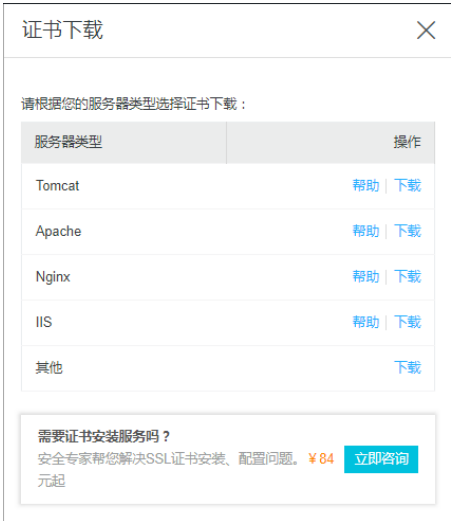 证书下载
请根据您的服务器类型选择证书下载：
服务器类型 操作
Tomcat 帮助 下载
Apache 帮助 下载
Nginx 帮助 下载
IIS 帮助 下载
其他 下载
需要证书安装服务吗？
安全专家帮您解决SSL证书安装、配置问题。¥84 立即咨询
元起